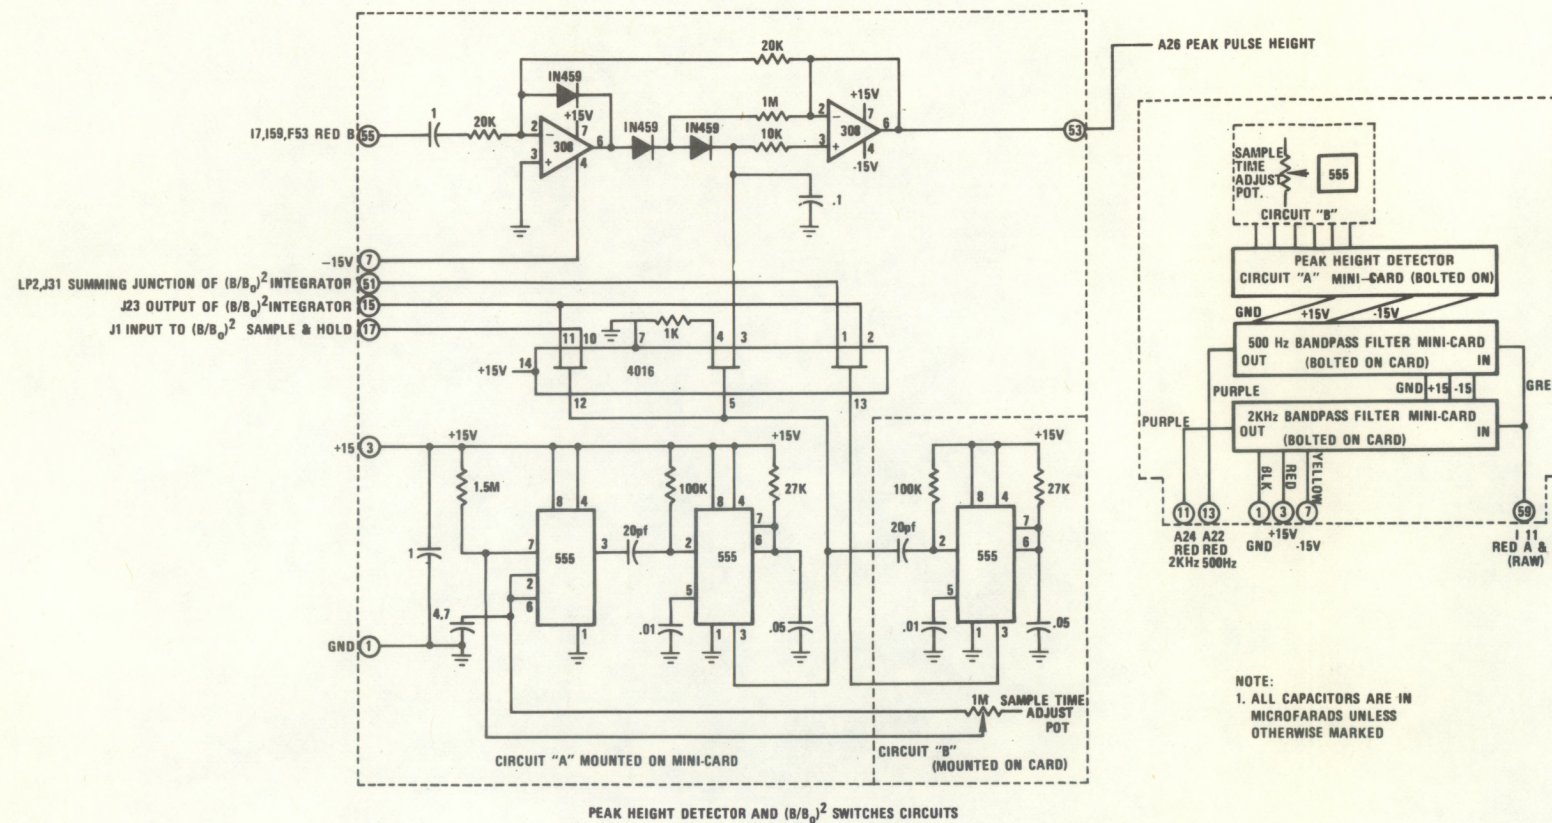 20K
A26 PEAK PULSE HEIGHT
IN459
+15V
1M
+15V
1
20K
I7,I59,F53 RED B 55
2 − 7
308 6
3 + 4
IN459
IN459
10K
2 − 7
308 6
3 + 4
-15V
53
.1
−15V 7
LP2,J31 SUMMING JUNCTION OF (B/B₀)² INTEGRATOR 51
J23 OUTPUT OF (B/B₀)² INTEGRATOR 15
J1 INPUT TO (B/B₀)² SAMPLE & HOLD 17
11 10
7
1K
4 3
1 2
+15V 14
4016
12
5
13
+15 3
+15V
+15V
+15V
1.5M
100K
27K
100K
27K
8 4
8 4
8 4
7
6
7
6
20pf
20pf
7 555 3
2
6
2 555
5
2 555
5
1
4.7
.01
.05
.01
.05
1
1 3
1 3
GND 1
1M SAMPLE TIME
ADJUST
POT
CIRCUIT "A" MOUNTED ON MINI-CARD
CIRCUIT "B"
(MOUNTED ON CARD)
PEAK HEIGHT DETECTOR AND (B/B₀)² SWITCHES CIRCUITS
SAMPLE
TIME
ADJUST
POT.
555
CIRCUIT "B"
PEAK HEIGHT DETECTOR
CIRCUIT "A" MINI-CARD (BOLTED ON)
GND +15V -15V
500 Hz BANDPASS FILTER MINI-CARD
OUT (BOLTED ON CARD) IN
PURPLE
GND +15 -15
GRE
PURPLE
2KHz BANDPASS FILTER MINI-CARD
OUT (BOLTED ON CARD) IN
BLK
RED
YELLOW
11 13 1 3 7 59
A24 A22
RED RED
2KHz 500Hz
GND +15V -15V
I 11
RED A &
(RAW)
NOTE:
1. ALL CAPACITORS ARE IN
MICROFARADS UNLESS
OTHERWISE MARKED